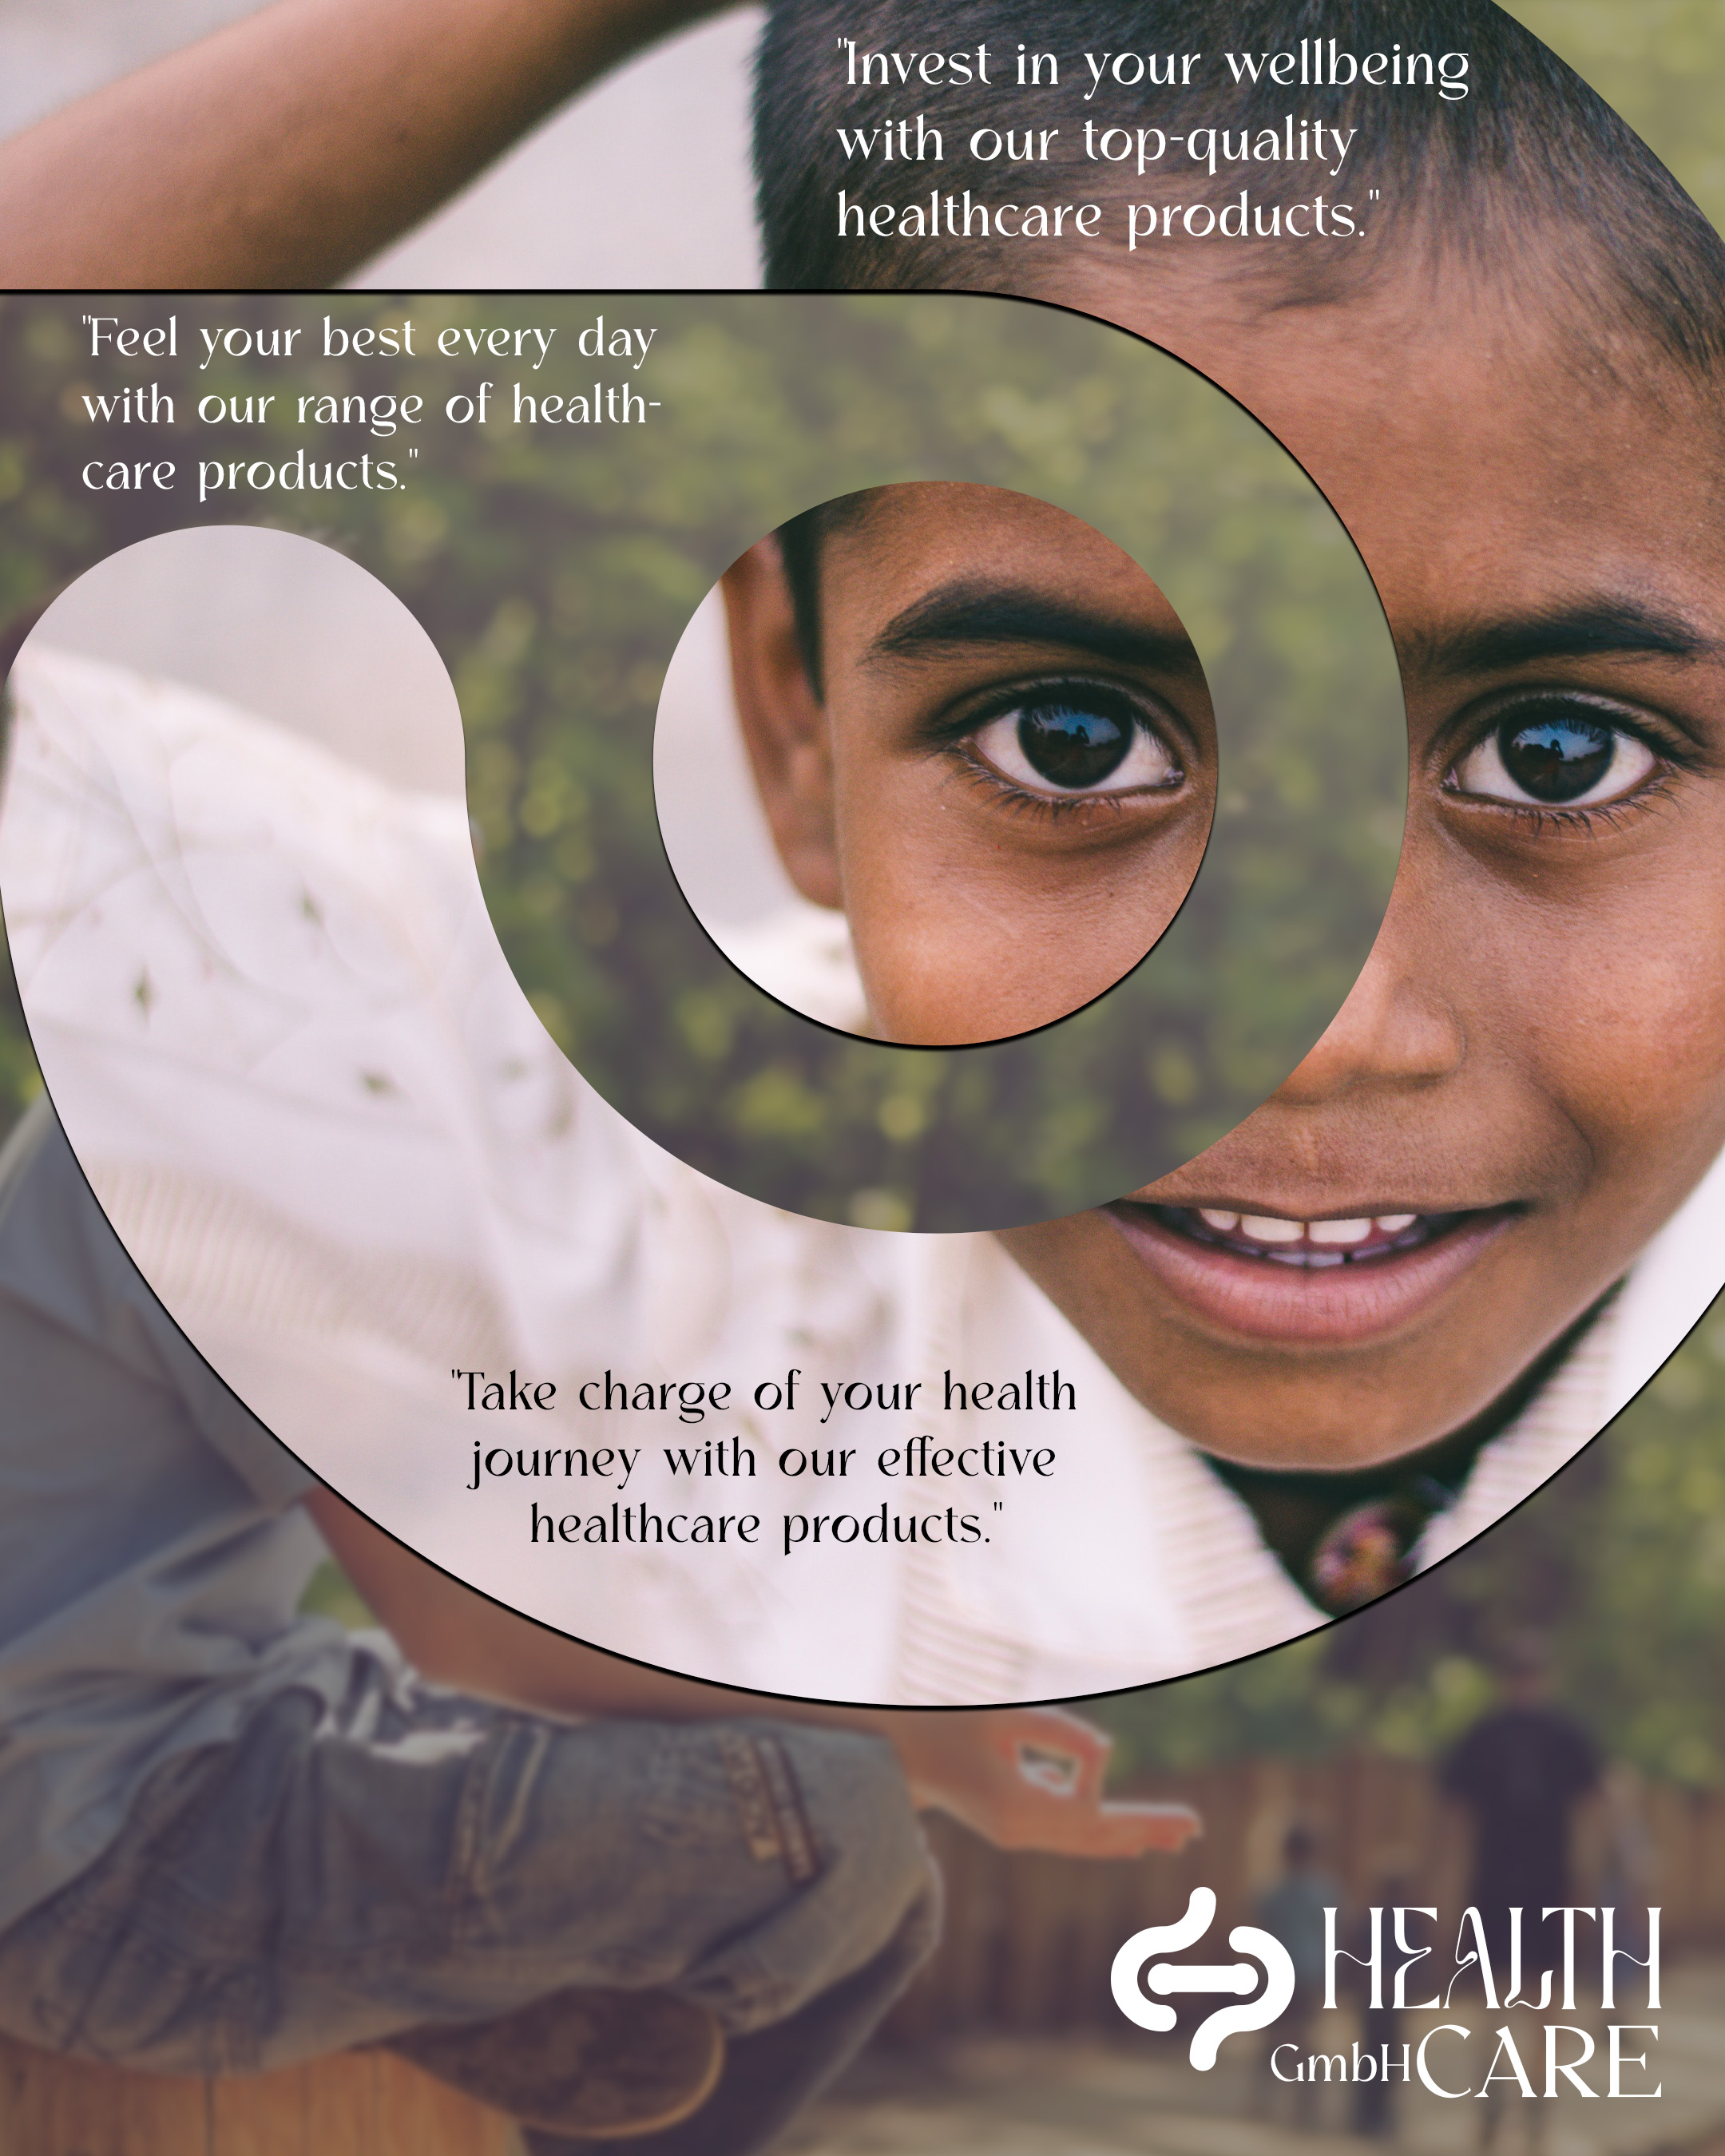 "Invest in your wellbeing
with our top-quality
healthcare products."
"Feel your best every day
with our range of health-
care products."
"Take charge of your health
journey with our effective
healthcare products."
HEALTH
GmbH CARE